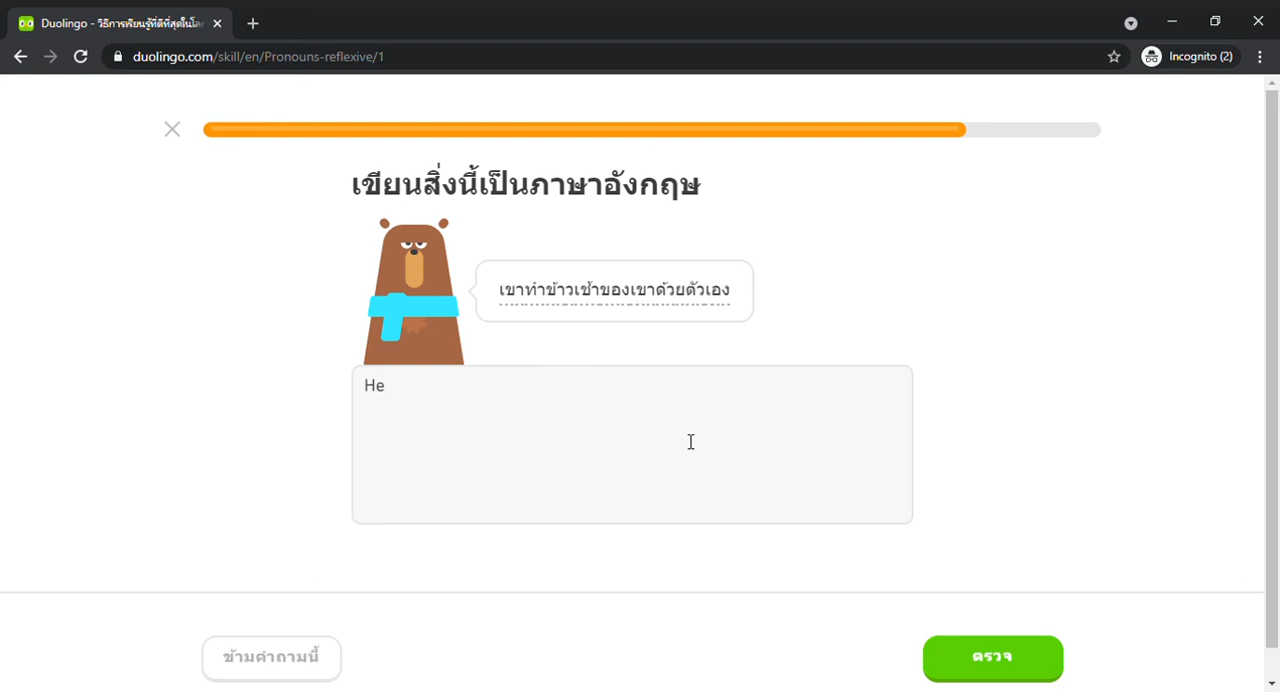 Duolingo - วิธีการเรียนรู้ที่ดีที่สุดในโล
duolingo.com/skill/en/Pronouns-reflexive/1
Incognito (2)
เขียนสิ่งนี้เป็นภาษาอังกฤษ
เขาทำข้าวเช้าของเขาด้วยตัวเอง
He
ข้ามคำถามนี้
ตรวจ